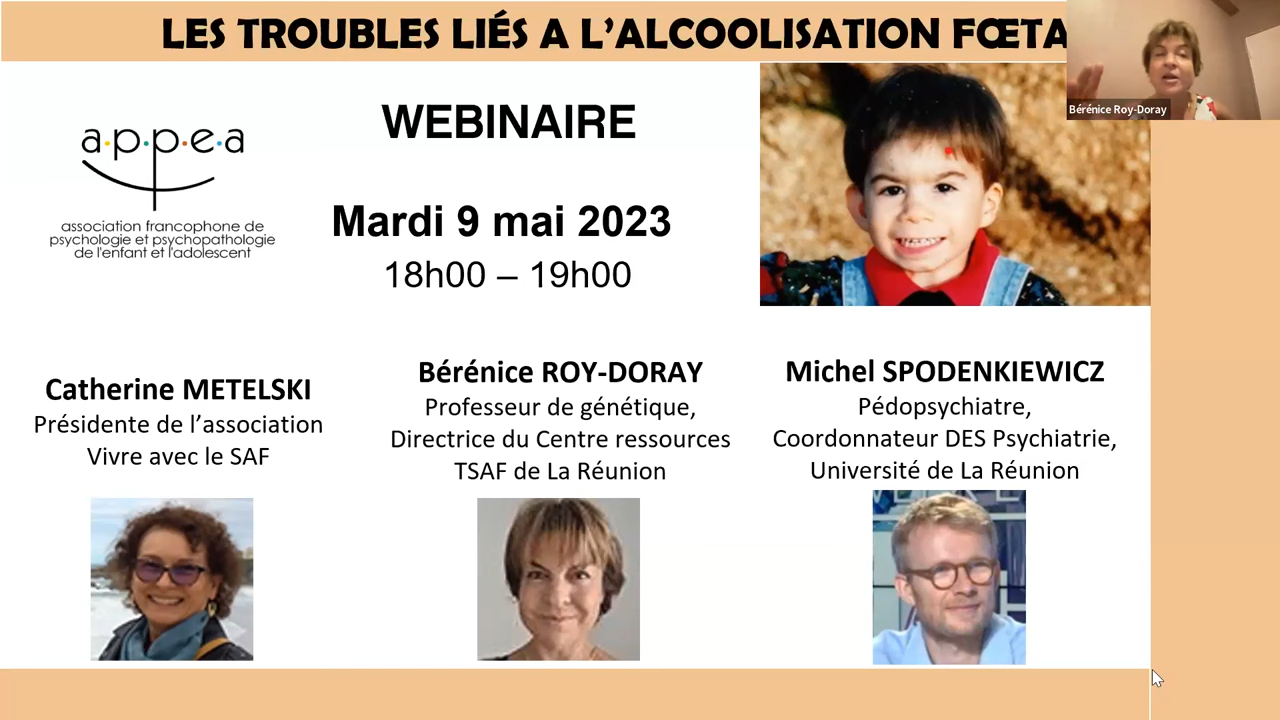 LES TROUBLES LIÉS A L’ALCOOLISATION FŒTA
Bérénice Roy-Doray
a.p.p.e.a
association francophone de
psychologie et psychopathologie
de l'enfant et l'adolescent
WEBINAIRE
Mardi 9 mai 2023
18h00 – 19h00
Catherine METELSKI
Présidente de l’association
Vivre avec le SAF
Bérénice ROY-DORAY
Professeur de génétique,
Directrice du Centre ressources
TSAF de La Réunion
Michel SPODENKIEWICZ
Pédopsychiatre,
Coordonnateur DES Psychiatrie,
Université de La Réunion